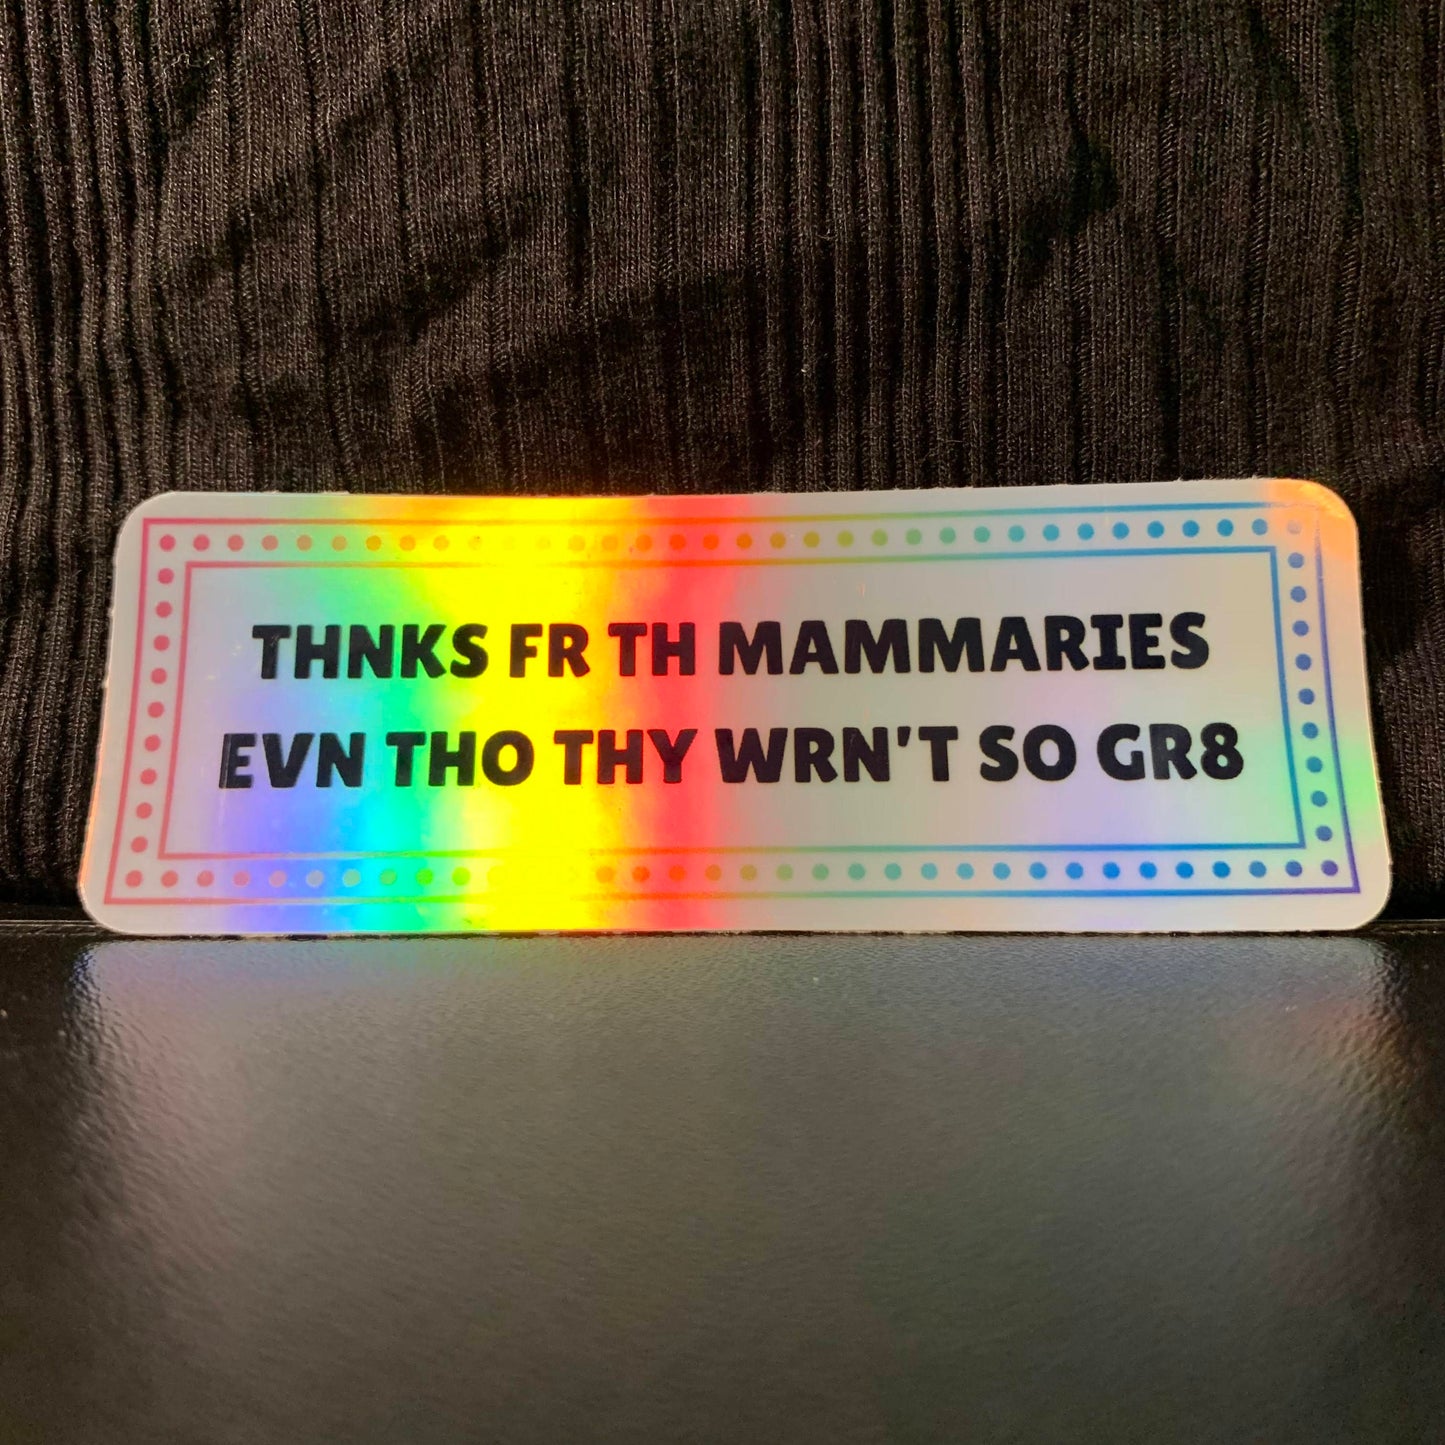 THNKS FR TH MAMMARIES
EVN THO THY WRN'T SO GR8